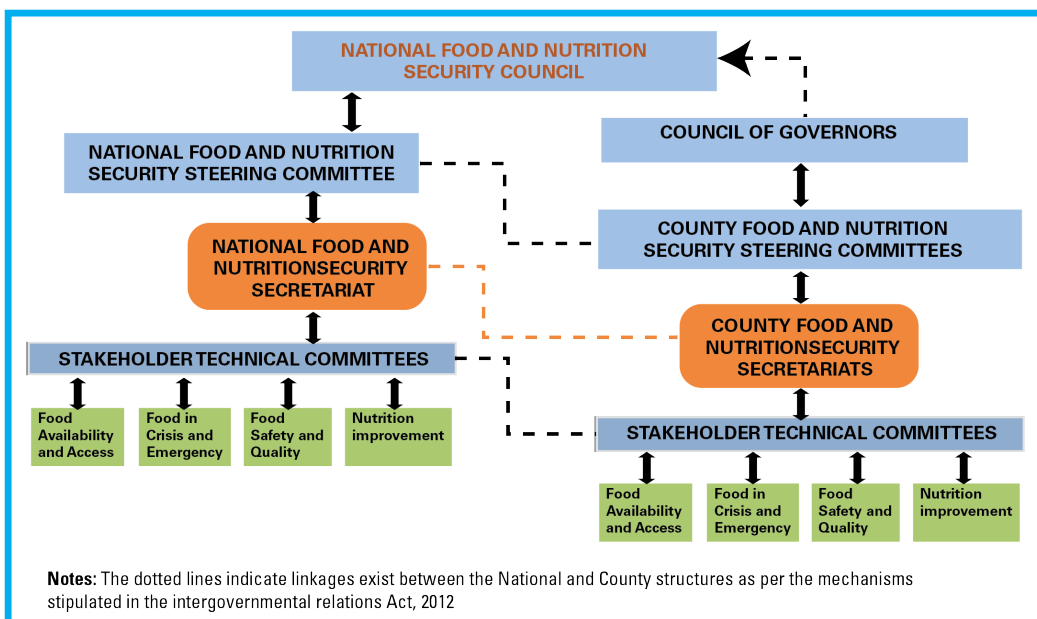 NATIONAL FOOD AND NUTRITION
SECURITY COUNCIL
COUNCIL OF GOVERNORS
NATIONAL FOOD AND NUTRITION
SECURITY STEERING COMMITTEE
COUNTY FOOD AND NUTRITION
SECURITY STEERING COMMITTEES
NATIONAL FOOD AND
NUTRITIONSECURITY
SECRETARIAT
COUNTY FOOD AND
NUTRITIONSECURITY
SECRETARIATS
STAKEHOLDER TECHNICAL COMMITTEES
Food
Availability
and Access
Food in
Crisis and
Emergency
Food
Safety and
Quality
Nutrition
improvement
STAKEHOLDER TECHNICAL COMMITTEES
Food
Availability
and Access
Food in
Crisis and
Emergency
Food
Safety and
Quality
Nutrition
improvement
Notes: The dotted lines indicate linkages exist between the National and County structures as per the mechanisms
stipulated in the intergovernmental relations Act, 2012